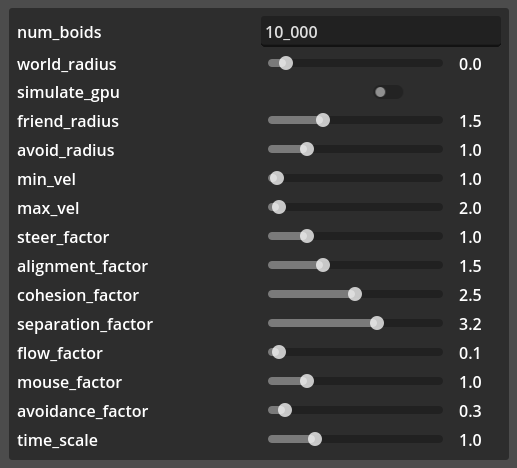 num_boids 10_000
world_radius 0.0
simulate_gpu
friend_radius 1.5
avoid_radius 1.0
min_vel 1.0
max_vel 2.0
steer_factor 1.0
alignment_factor 1.5
cohesion_factor 2.5
separation_factor 3.2
flow_factor 0.1
mouse_factor 1.0
avoidance_factor 0.3
time_scale 1.0